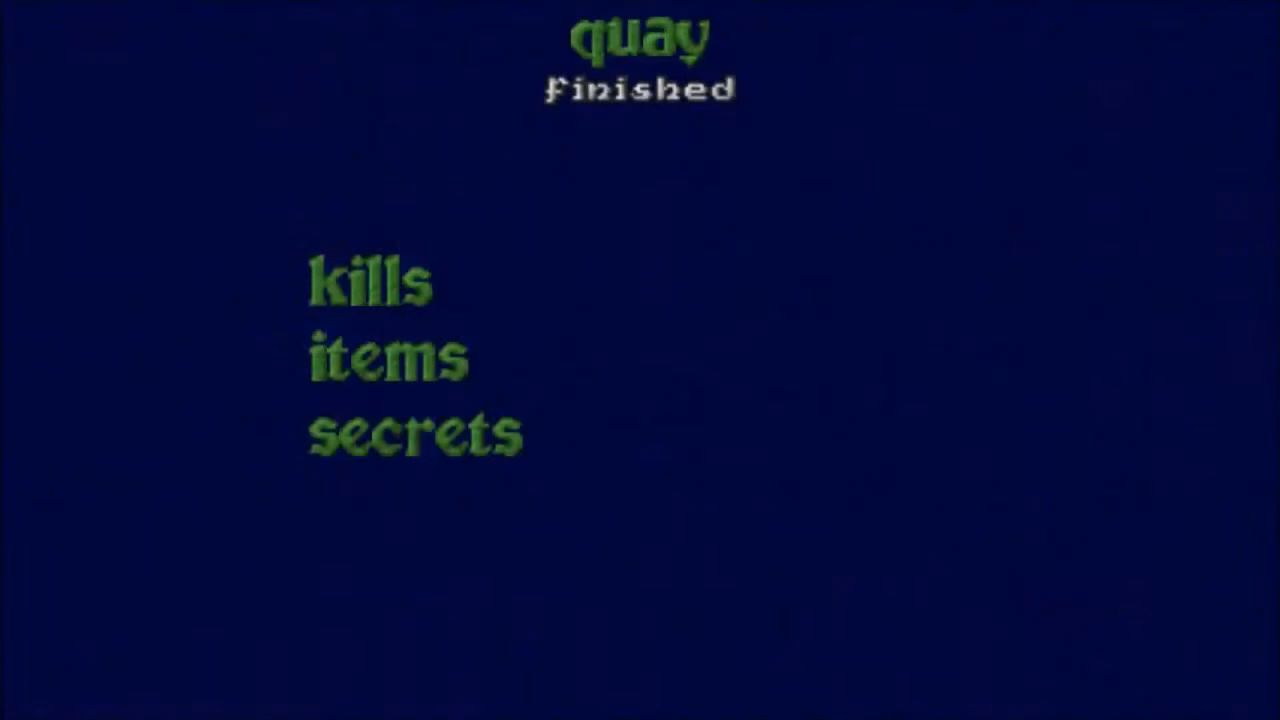 quay
finished
kills
items
secrets